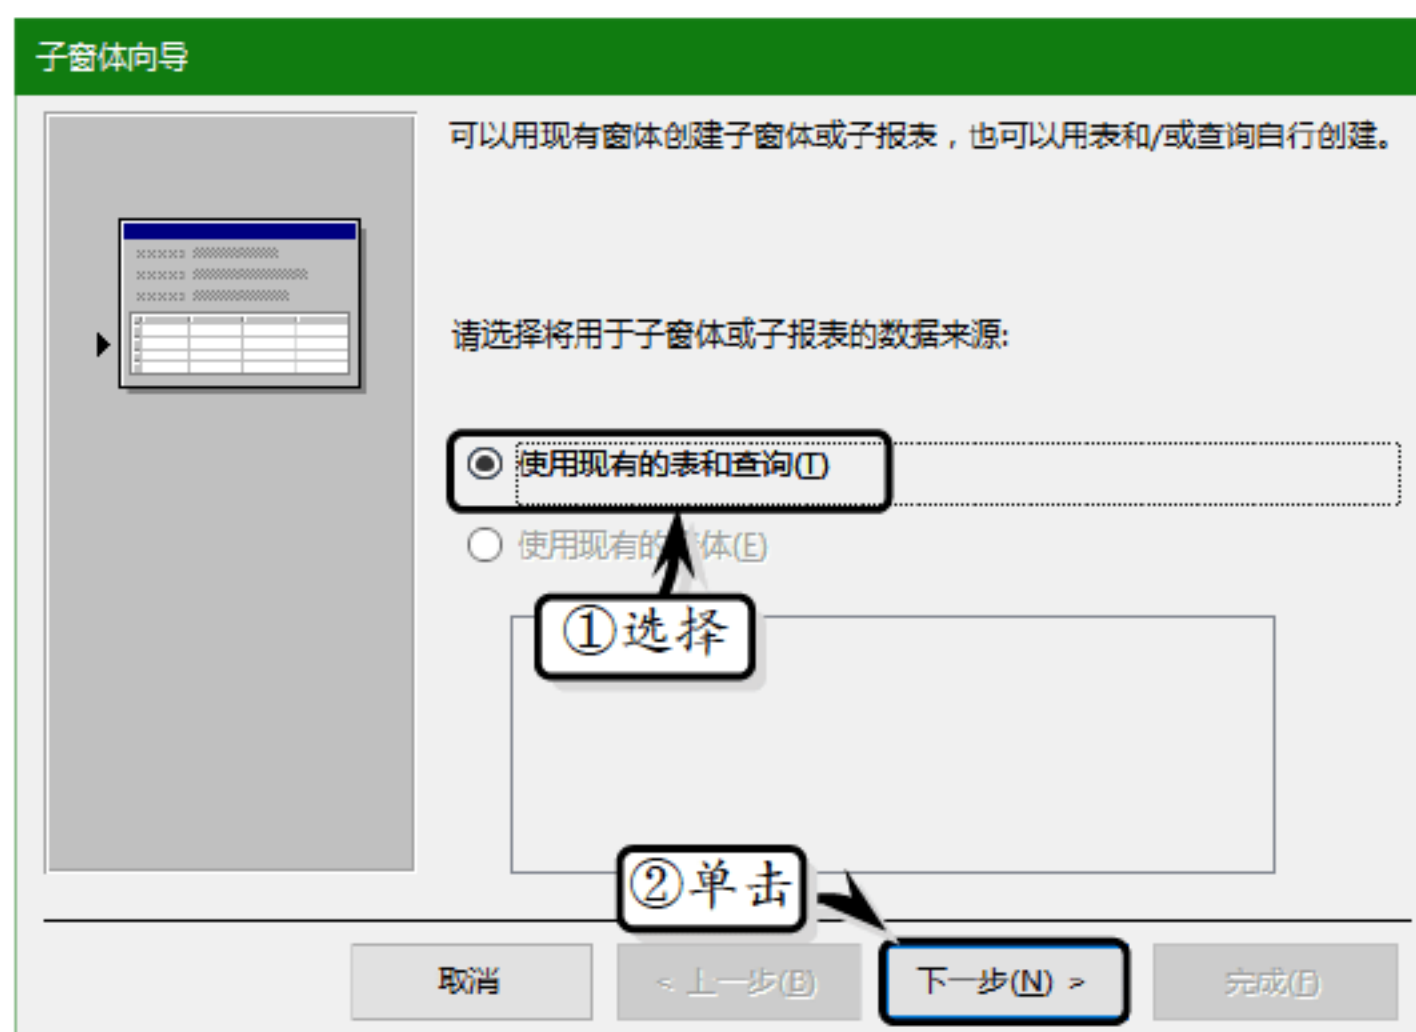 子窗体向导
可以用现有窗体创建子窗体或子报表，也可以用表和/或查询自行创建。
请选择将用于子窗体或子报表的数据来源:
使用现有的表和查询(T)
使用现有的体(E)
①选择
②单击
取消
< 上一步(B)
下一步(N) >
完成(F)